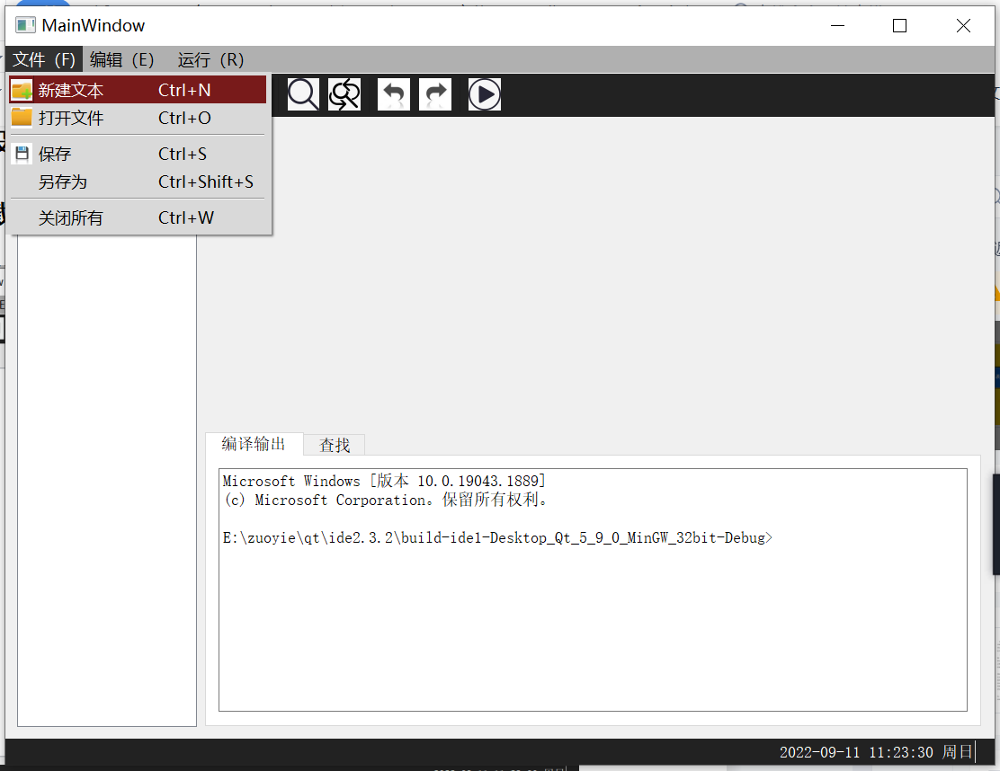 MainWindow
文件 (F) 编辑 (E) 运行 (R)
新建文本 Ctrl+N
打开文件 Ctrl+O
保存 Ctrl+S
另存为 Ctrl+Shift+S
关闭所有 Ctrl+W
编译输出 查找
Microsoft Windows [版本 10.0.19043.1889]
(c) Microsoft Corporation。保留所有权利。
E:\zuoyie\qt\ide2.3.2\build-ide1-Desktop_Qt_5_9_0_MinGW_32bit-Debug>
2022-09-11 11:23:30 周日